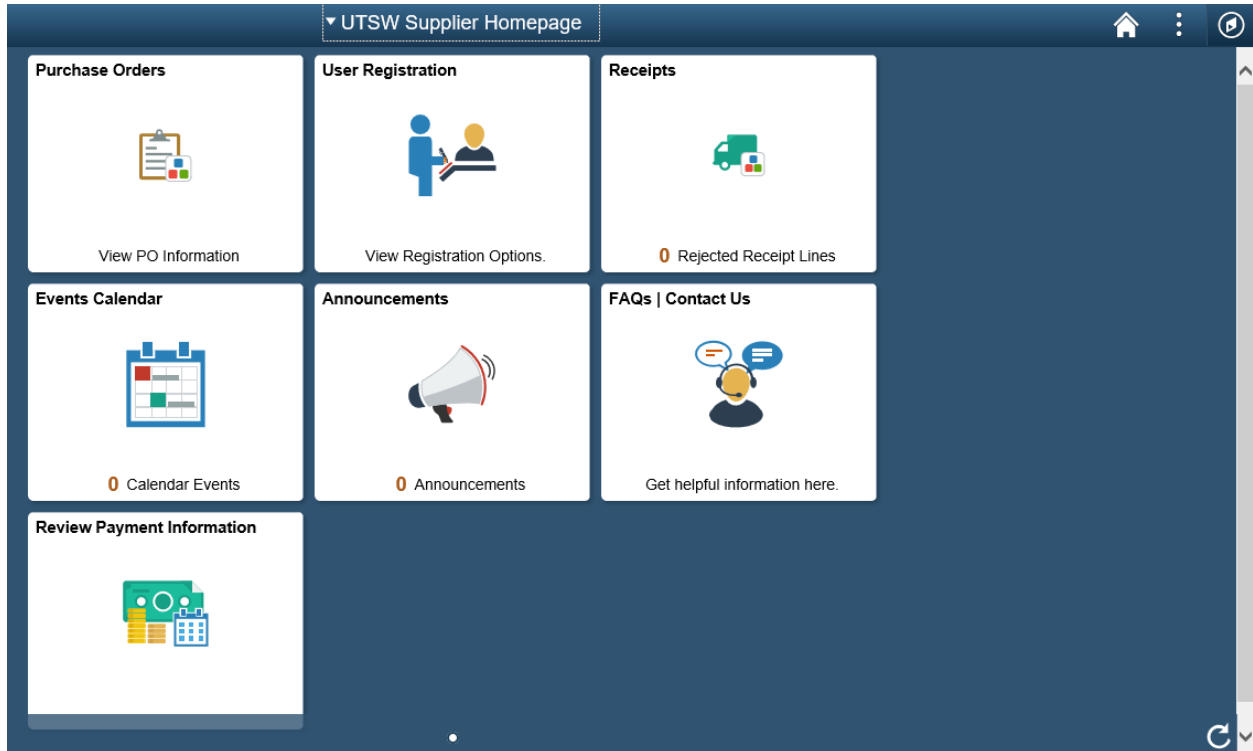 UTSW Supplier Homepage
Purchase Orders
View PO Information
User Registration
View Registration Options.
Receipts
0 Rejected Receipt Lines
Events Calendar
0 Calendar Events
Announcements
0 Announcements
FAQs | Contact Us
Get helpful information here.
Review Payment Information